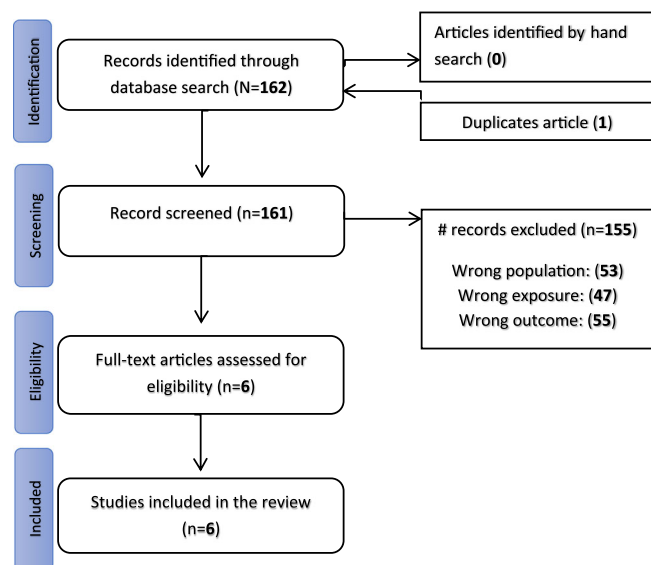 Identification
Records identified through
database search (N=162)
Articles identified by hand
search (0)
Duplicates article (1)
Screening
Record screened (n=161)
# records excluded (n=155)
Wrong population: (53)
Wrong exposure: (47)
Wrong outcome: (55)
Eligibility
Full-text articles assessed for
eligibility (n=6)
Included
Studies included in the review
(n=6)